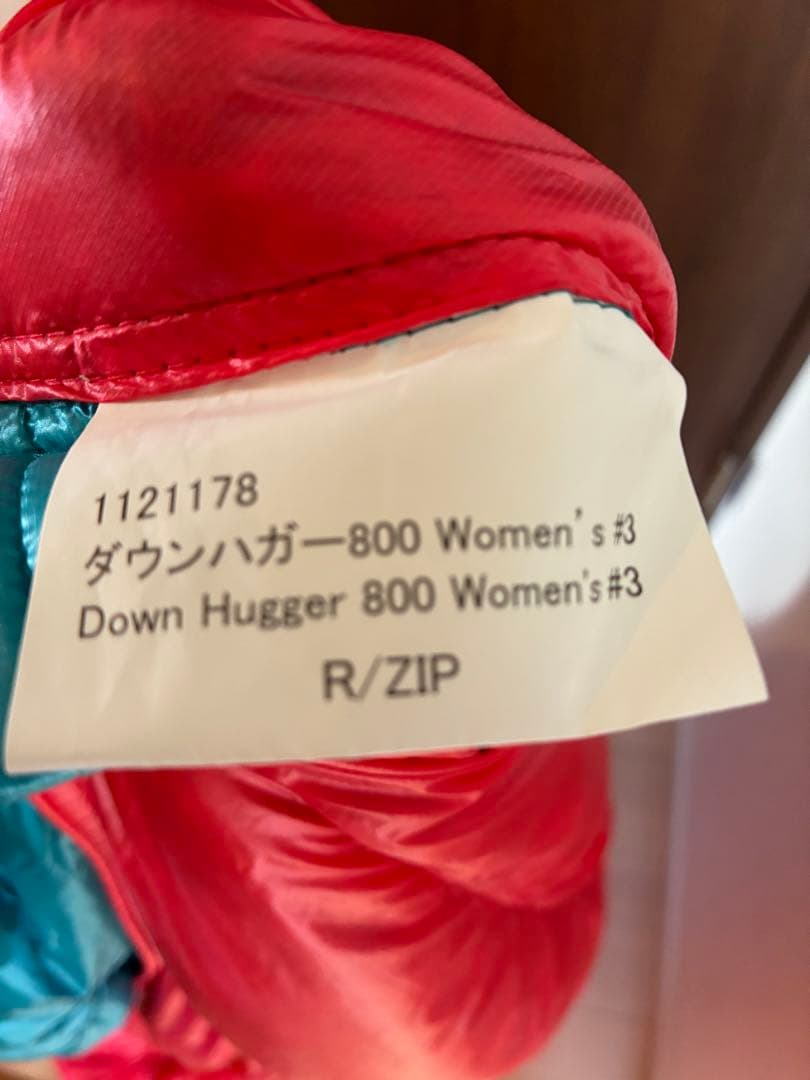 1121178
ダウンハガー800 Women's #3
Down Hugger 800 Women's#3
R/ZIP